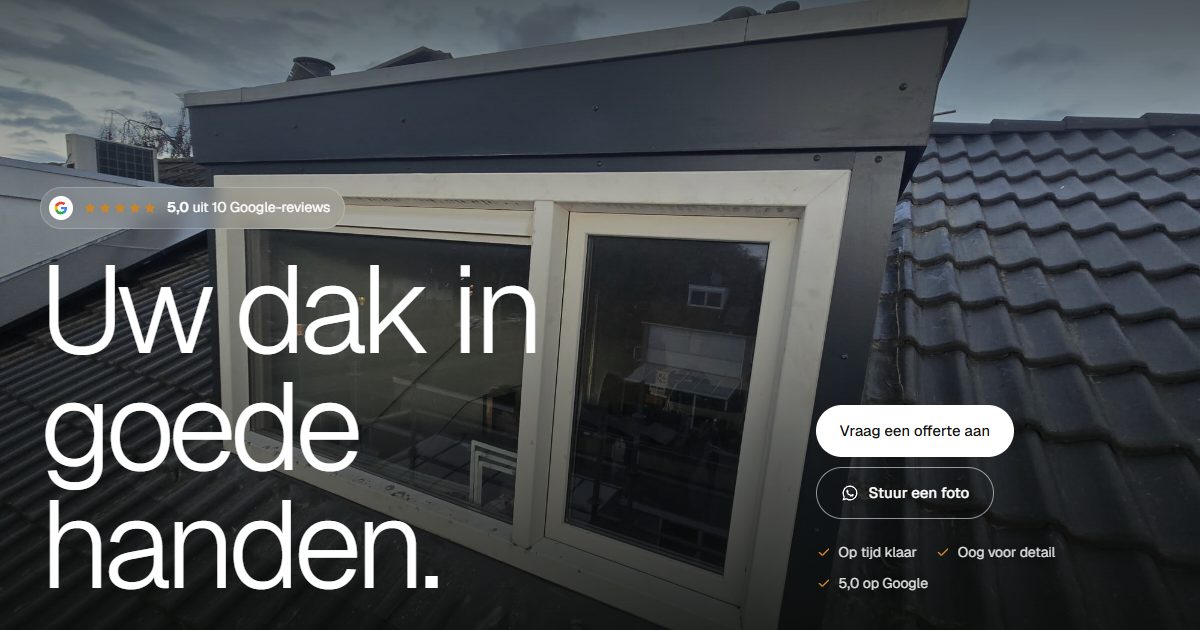 5,0 uit 10 Google-reviews
Uw dak in
goede
handen.
Vraag een offerte aan
Stuur een foto
Op tijd klaar
Oog voor detail
5,0 op Google